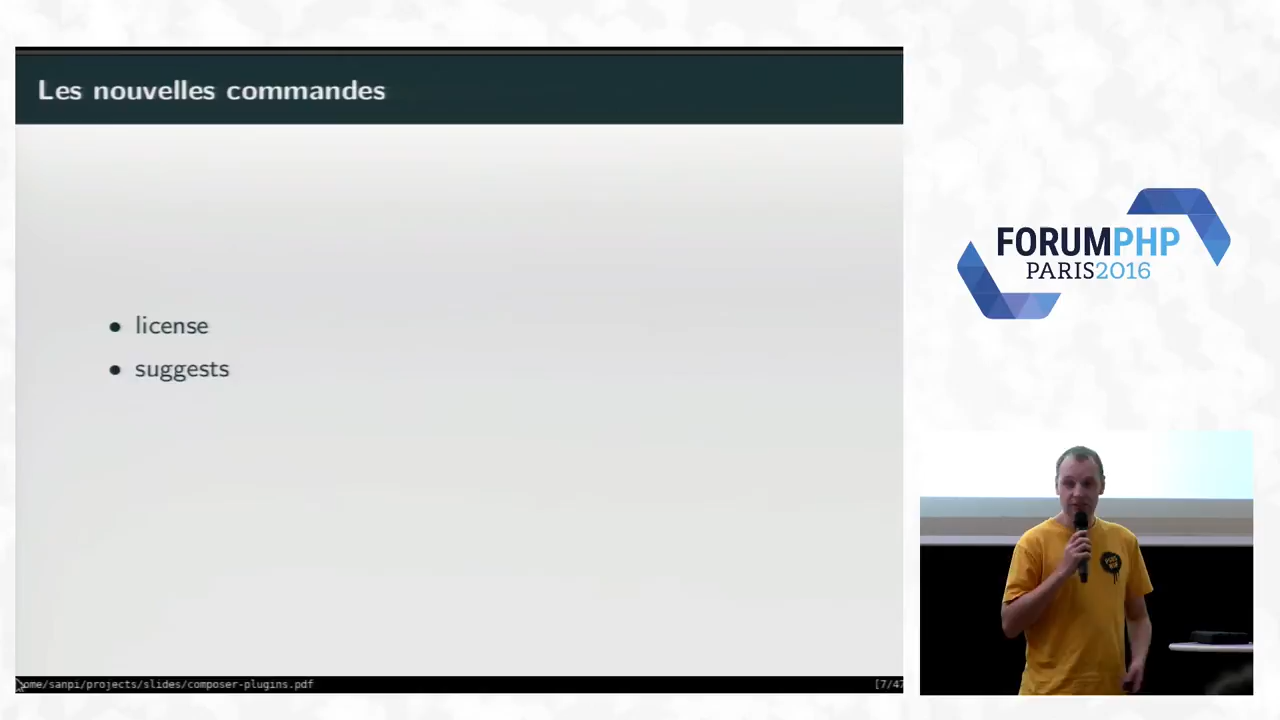 Les nouvelles commandes
• license
• suggests
ome/sanpi/projects/slides/composer-plugins.pdf
[7/47
FORUMPHP
PARIS2016